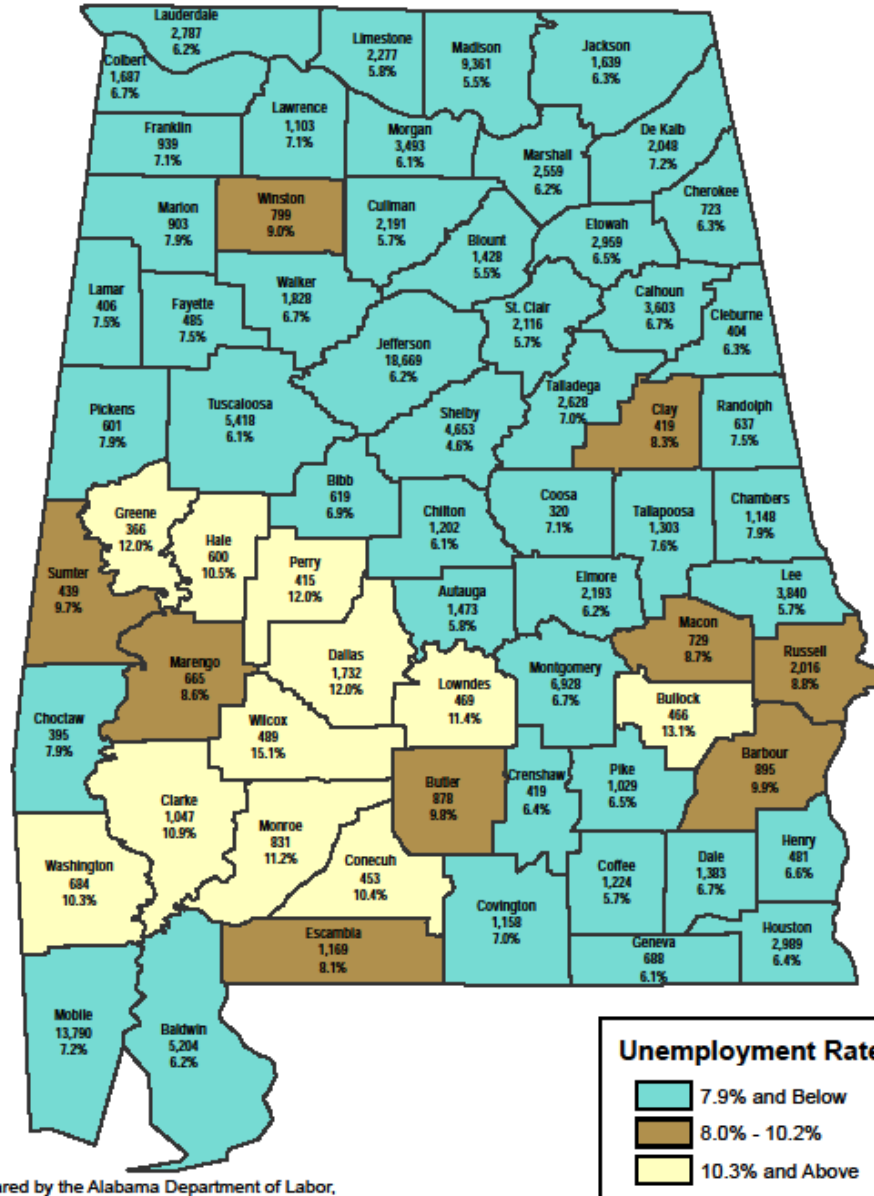 Lauderdale
2,787
6.2%
Limestone
2,277
5.8%
Madison
9,361
5.5%
Jackson
1,639
6.3%
Colbert
1,687
6.7%
Lawrence
1,103
7.1%
Franklin
939
7.1%
Morgan
3,493
6.1%
Marshall
2,559
6.2%
De Kalb
2,048
7.2%
Cherokee
723
6.3%
Marion
903
7.9%
Winston
799
9.0%
Cullman
2,191
5.7%
Blount
1,428
5.5%
Etowah
2,959
6.5%
Lamar
406
7.5%
Fayette
485
7.5%
Walker
1,828
6.7%
Jefferson
18,669
6.2%
St. Clair
2,116
5.7%
Calhoun
3,603
6.7%
Cleburne
404
6.3%
Pickens
601
7.9%
Tuscaloosa
5,418
6.1%
Shelby
4,653
4.6%
Talladega
2,628
7.0%
Clay
419
8.3%
Randolph
637
7.5%
Bibb
619
6.9%
Greene
366
12.0%
Hale
600
10.5%
Perry
415
12.0%
Chilton
1,202
6.1%
Coosa
320
7.1%
Tallapoosa
1,303
7.6%
Chambers
1,148
7.9%
Sumter
439
9.7%
Autauga
1,473
5.8%
Elmore
2,193
6.2%
Lee
3,840
5.7%
Macon
729
8.7%
Russell
2,016
8.8%
Marengo
665
8.6%
Dallas
1,732
12.0%
Lowndes
469
11.4%
Montgomery
6,928
6.7%
Bullock
466
13.1%
Choctaw
395
7.9%
Wilcox
489
15.1%
Butler
878
9.8%
Crenshaw
419
6.4%
Pike
1,029
6.5%
Barbour
895
9.9%
Clarke
1,047
10.9%
Monroe
831
11.2%
Conecuh
453
10.4%
Washington
684
10.3%
Coffee
1,224
5.7%
Dale
1,383
6.7%
Henry
481
6.6%
Covington
1,158
7.0%
Escambia
1,169
8.1%
Geneva
688
6.1%
Houston
2,989
6.4%
Mobile
13,790
7.2%
Baldwin
5,204
6.2%
Unemployment Rate
7.9% and Below
8.0% - 10.2%
10.3% and Above
ared by the Alabama Department of Labor,